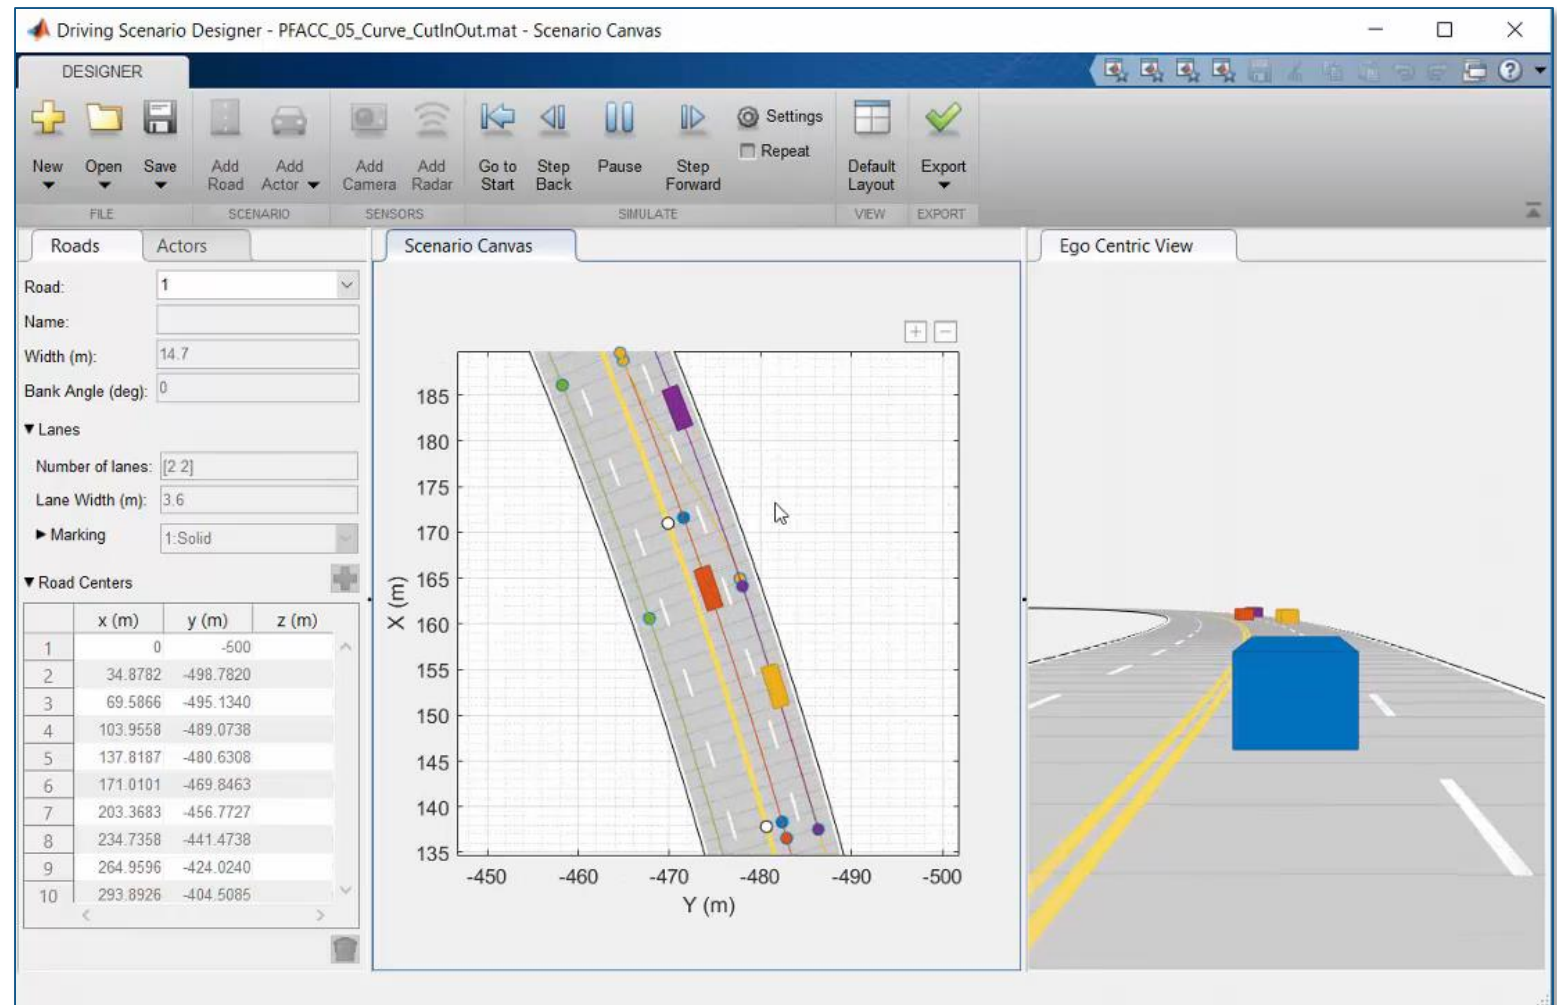 Driving Scenario Designer - PFACC_05_Curve_CutInOut.mat - Scenario Canvas
DESIGNER
New
Open
Save
Add Road
Add Actor
Add Camera
Add Radar
Go to Start
Step Back
Pause
Step Forward
Settings
Repeat
Default Layout
Export
FILE
SCENARIO
SENSORS
SIMULATE
VIEW
EXPORT
Roads
Actors
Road: 1
Name:
Width (m): 14.7
Bank Angle (deg): 0
Lanes
Number of lanes: [2 2]
Lane Width (m): 3.6
Marking 1:Solid
Road Centers
x (m) y (m) z (m)
1 0 -500
2 34.8782 -498.7820
3 69.5866 -495.1340
4 103.9558 -489.0738
5 137.8187 -480.6308
6 171.0101 -469.8463
7 203.3683 -456.7727
8 234.7358 -441.4738
9 264.9596 -424.0240
10 293.8926 -404.5085
Scenario Canvas
185
180
175
170
165
160
155
150
145
140
135
X (m)
-450 -460 -470 -480 -490 -500
Y (m)
Ego Centric View